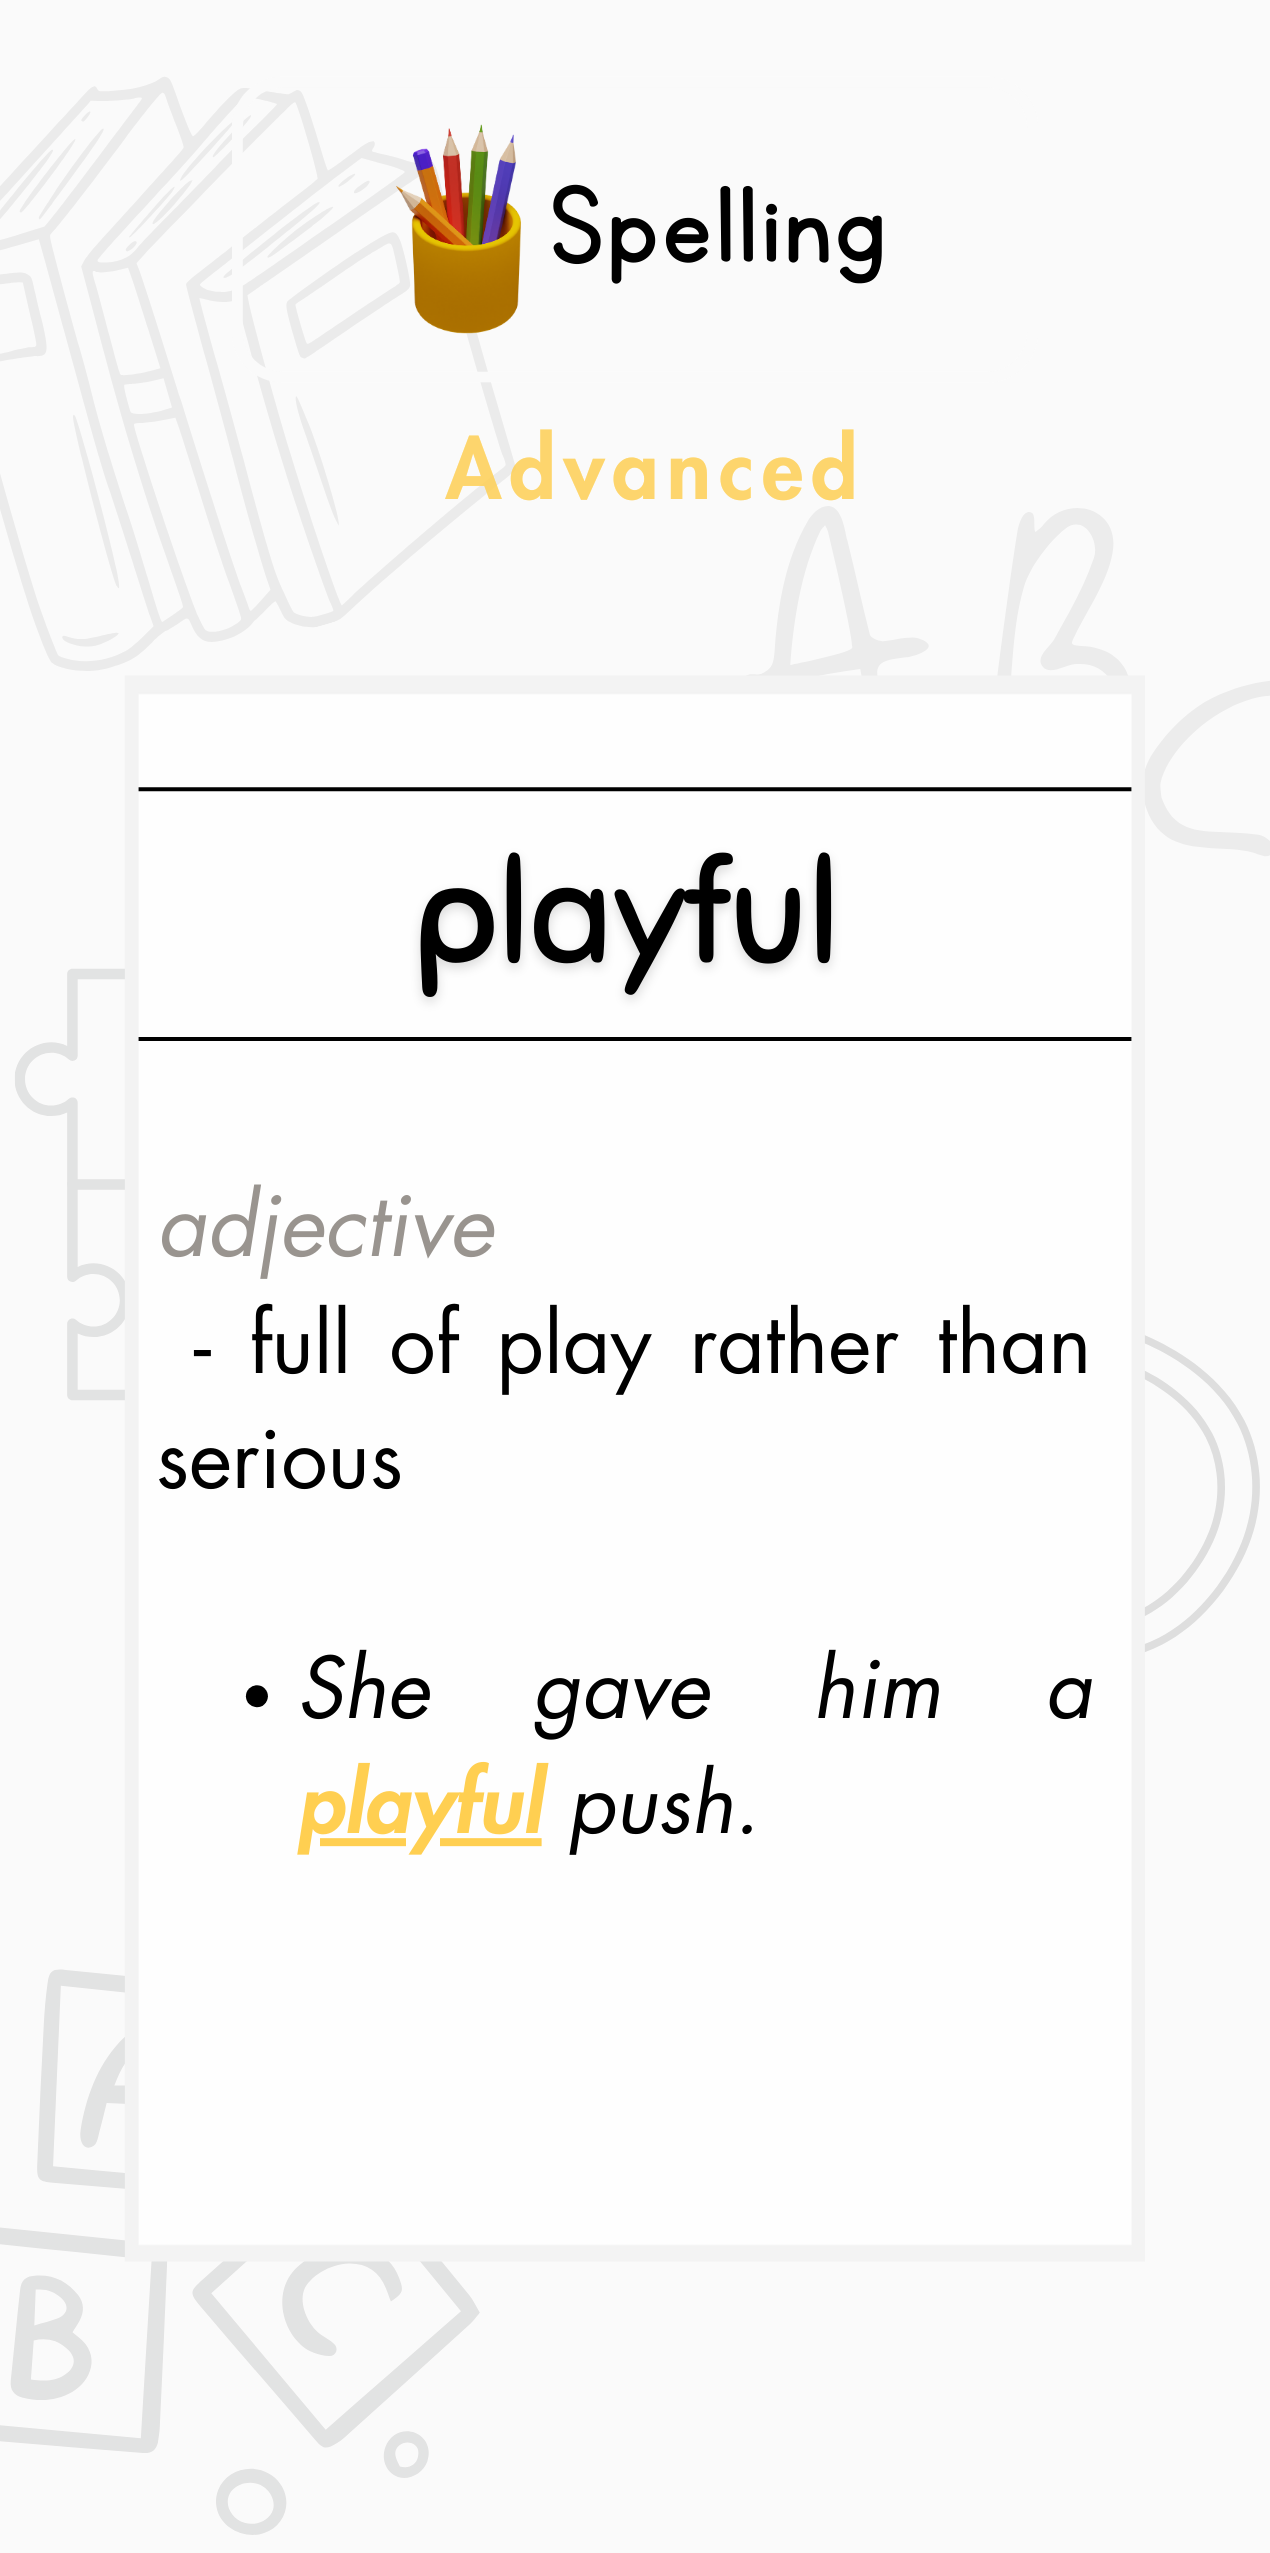 Spelling
Advanced
A B
playful
adjective
- full of play rather than
serious
• She gave him a
playful push.
A
B
C